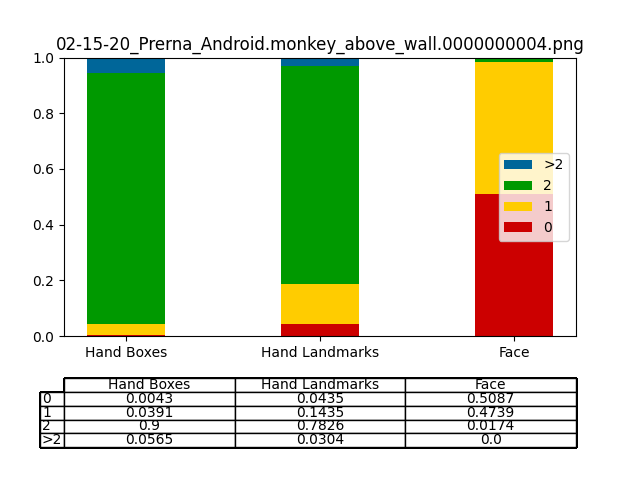 02-15-20_Prerna_Android.monkey_above_wall.0000000004.png
1.0
0.8
0.6
0.4
0.2
0.0
>2
2
1
0
Hand Boxes Hand Landmarks Face
Hand Boxes Hand Landmarks Face
0 0.0043 0.0435 0.5087
1 0.0391 0.1435 0.4739
2 0.9 0.7826 0.0174
>2 0.0565 0.0304 0.0